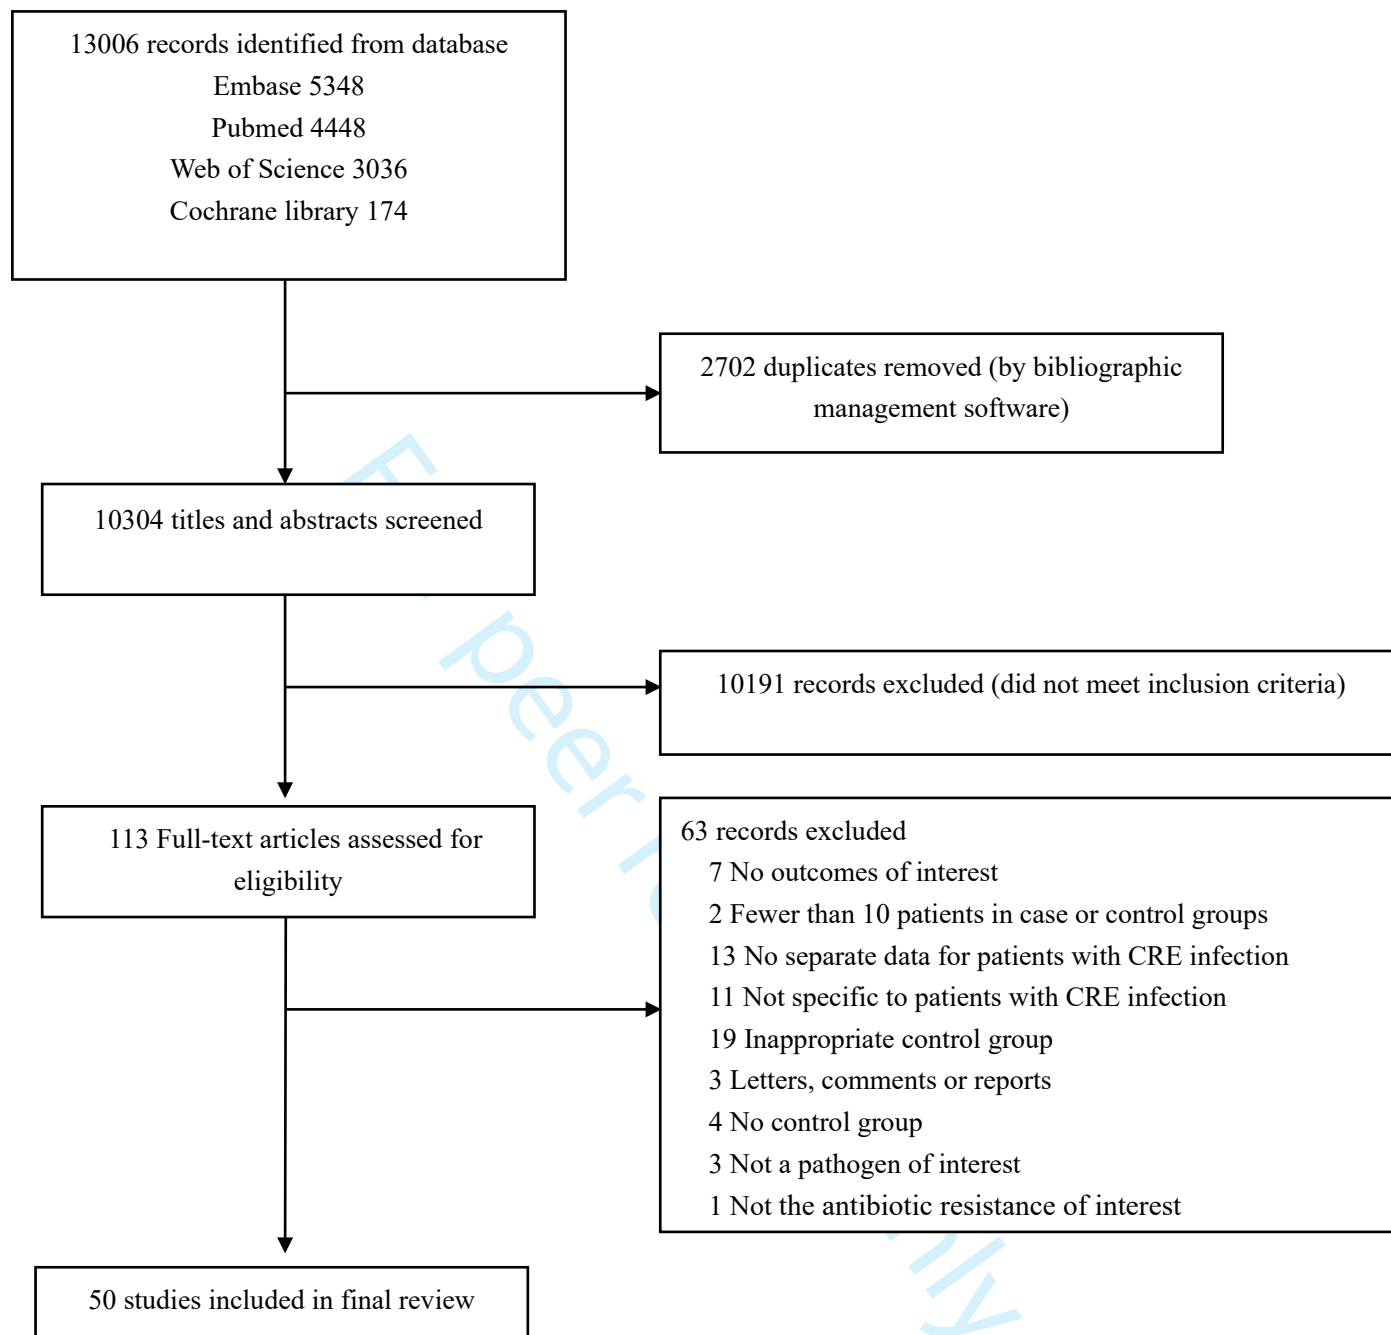 13006 records identified from database
Embase 5348
Pubmed 4448
Web of Science 3036
Cochrane library 174
2702 duplicates removed (by bibliographic
management software)
10304 titles and abstracts screened
10191 records excluded (did not meet inclusion criteria)
113 Full-text articles assessed for
eligibility
63 records excluded
7 No outcomes of interest
2 Fewer than 10 patients in case or control groups
13 No separate data for patients with CRE infection
11 Not specific to patients with CRE infection
19 Inappropriate control group
3 Letters, comments or reports
4 No control group
3 Not a pathogen of interest
1 Not the antibiotic resistance of interest
50 studies included in final review
peer